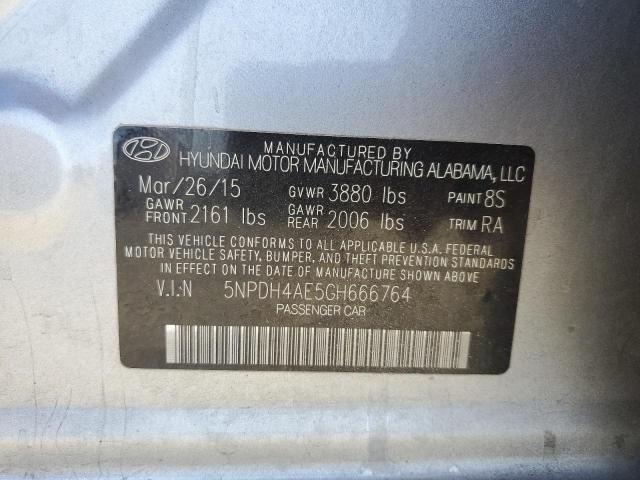 MANUFACTURED BY
HYUNDAI MOTOR MANUFACTURING ALABAMA, LLC
Mar/26/15 GVWR 3880 lbs PAINT 8S
GAWR FRONT 2161 lbs GAWR REAR 2006 lbs TRIM RA
THIS VEHICLE CONFORMS TO ALL APPLICABLE U.S.A. FEDERAL
MOTOR VEHICLE SAFETY, BUMPER, AND THEFT PREVENTION STANDARDS
IN EFFECT ON THE DATE OF MANUFACTURE SHOWN ABOVE.
V.I.N 5NPDH4AE5GH666764
PASSENGER CAR